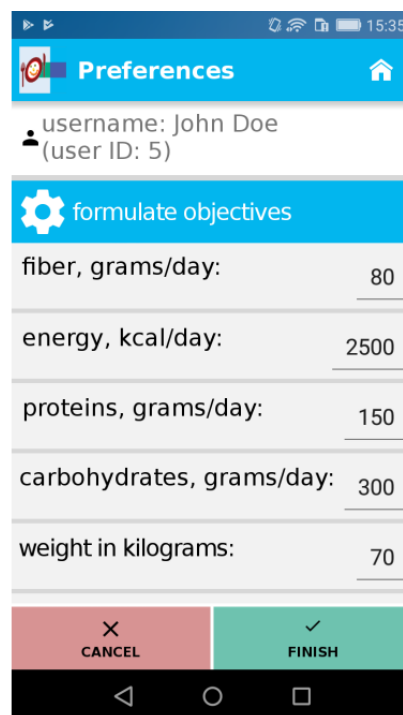 15:35
Preferences
username: John Doe
(user ID: 5)
formulate objectives
fiber, grams/day:
80
energy, kcal/day:
2500
proteins, grams/day:
150
carbohydrates, grams/day:
300
weight in kilograms:
70
CANCEL
FINISH